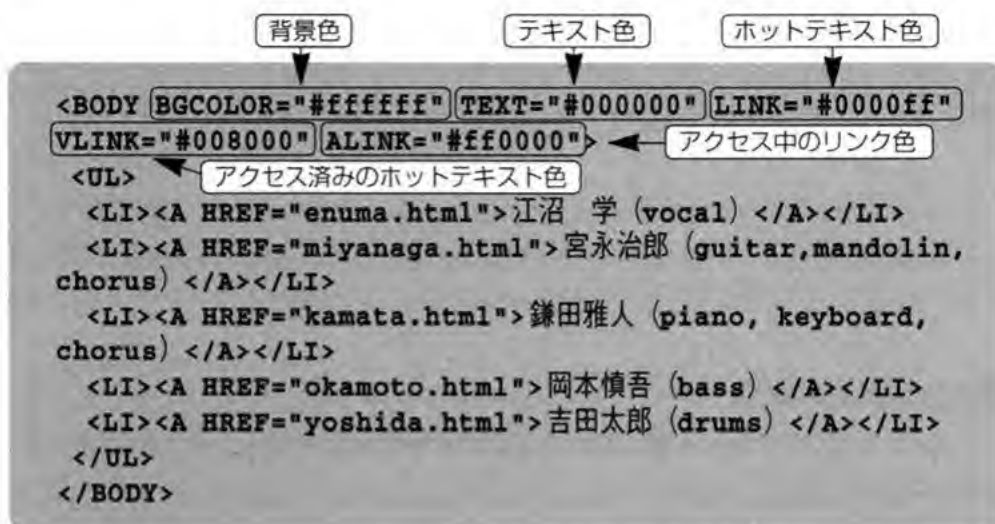 背景色 テキスト色 ホットテキスト色
<BODY BGCOLOR="#ffffff" TEXT="#000000" LINK="#0000ff"
VLINK="#008000" ALINK="#ff0000"> アクセス中のリンク色
<UL> アクセス済みのホットテキスト色
<LI><A HREF="enuma.html">江沼　学（vocal）</A></LI>
<LI><A HREF="miyanaga.html">宮永治郎（guitar,mandolin,
chorus）</A></LI>
<LI><A HREF="kamata.html">鎌田雅人（piano, keyboard,
chorus）</A></LI>
<LI><A HREF="okamoto.html">岡本慎吾（bass）</A></LI>
<LI><A HREF="yoshida.html">吉田太郎（drums）</A></LI>
</UL>
</BODY>